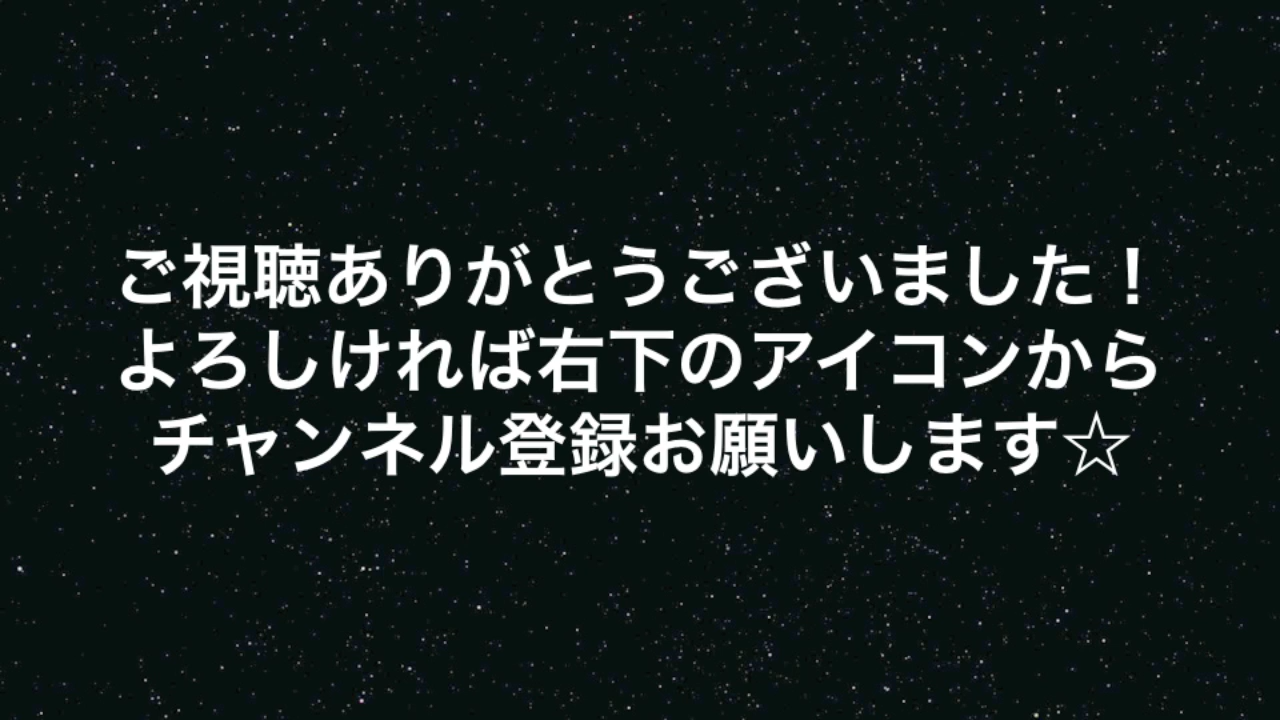 ご視聴ありがとうございました！
よろしければ右下のアイコンから
チャンネル登録お願いします☆